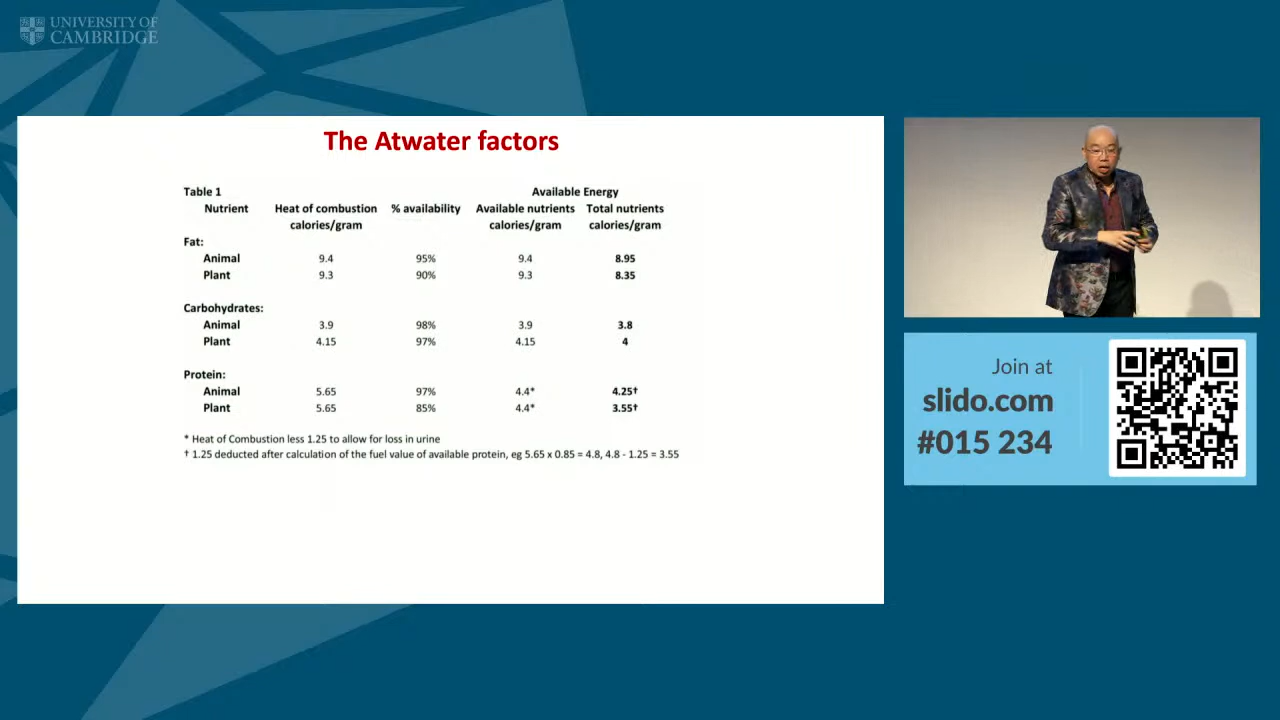 UNIVERSITY OF
CAMBRIDGE
The Atwater factors
Table 1 Available Energy
Nutrient Heat of combustion % availability Available nutrients Total nutrients
calories/gram calories/gram calories/gram
Fat:
Animal 9.4 95% 9.4 8.95
Plant 9.3 90% 9.3 8.35
Carbohydrates:
Animal 3.9 98% 3.9 3.8
Plant 4.15 97% 4.15 4
Protein:
Animal 5.65 97% 4.4* 4.25†
Plant 5.65 85% 4.4* 3.55†
* Heat of Combustion less 1.25 to allow for loss in urine
† 1.25 deducted after calculation of the fuel value of available protein, eg 5.65 x 0.85 = 4.8, 4.8 - 1.25 = 3.55
Join at
slido.com
#015 234